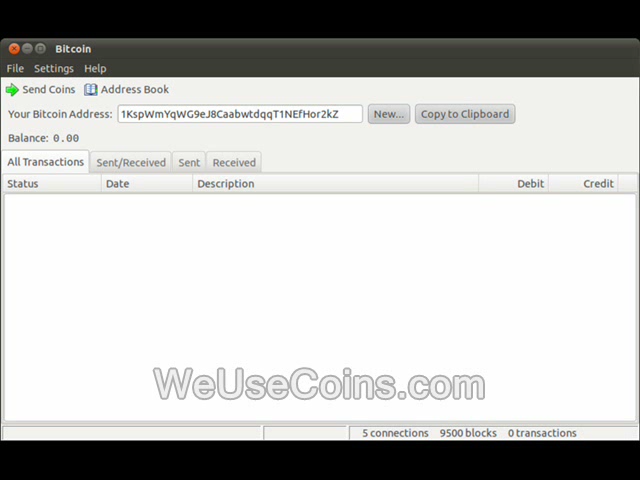 Bitcoin
File Settings Help
Send Coins Address Book
Your Bitcoin Address: 1KspWmYqWG9eJ8CaabwtdqqT1NEfHor2kZ New... Copy to Clipboard
Balance: 0.00
All Transactions Sent/Received Sent Received
Status Date Description Debit Credit
WeUseCoins.com
5 connections 9500 blocks 0 transactions